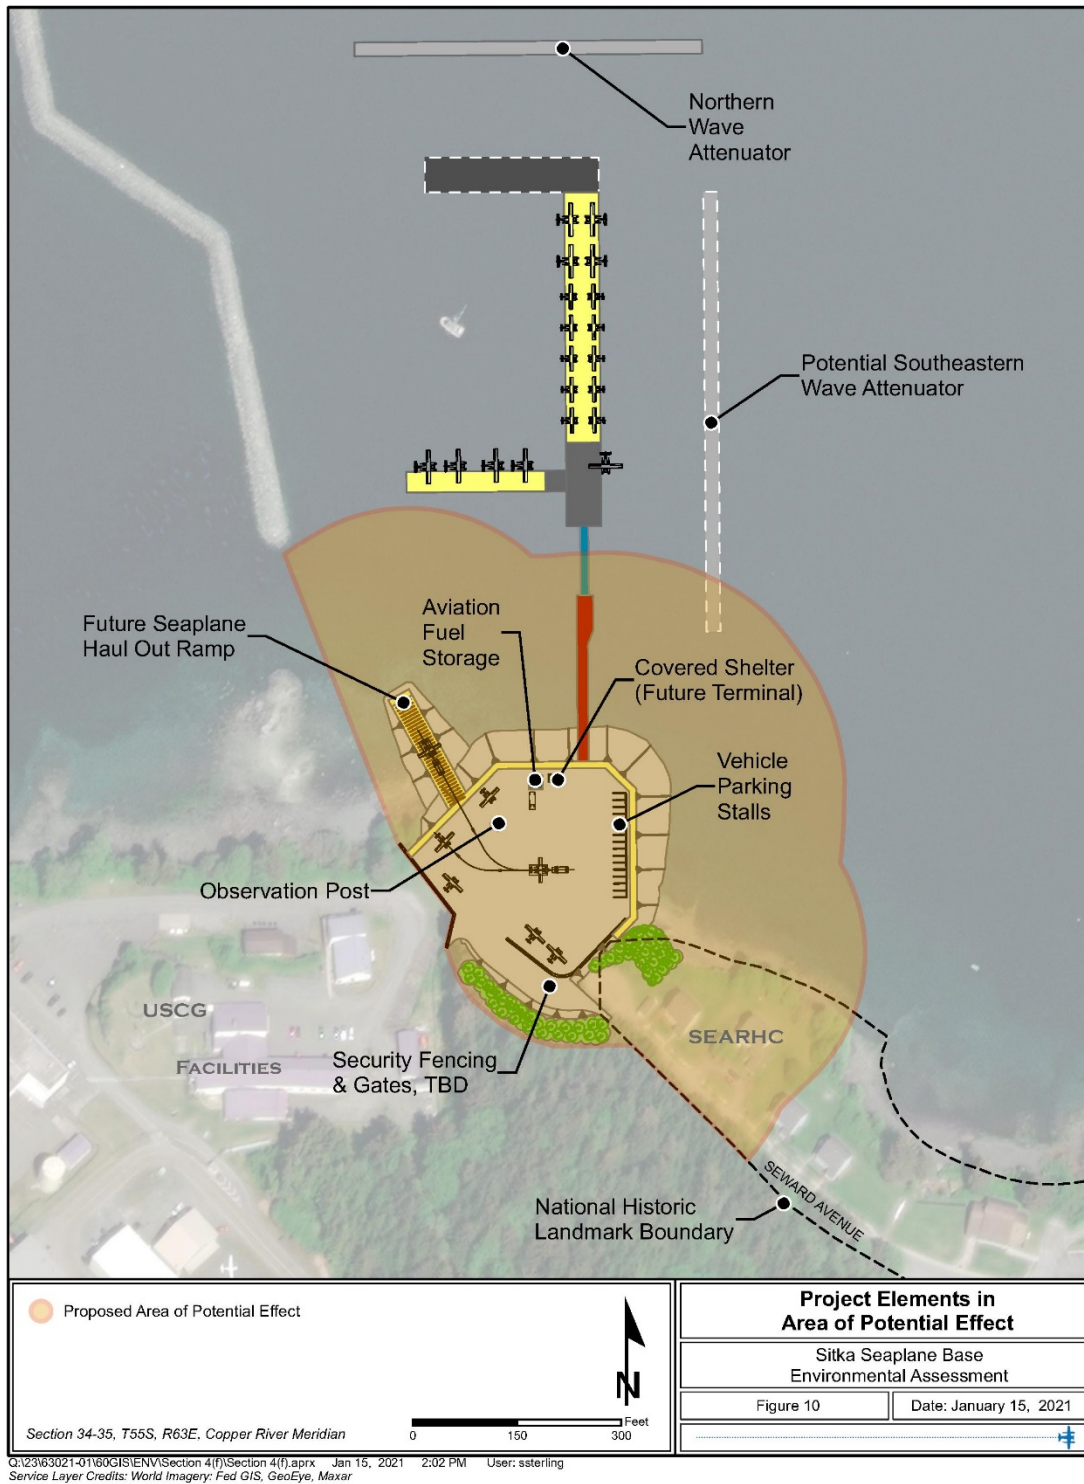 Northern
Wave
Attenuator
Potential Southeastern
Wave Attenuator
Future Seaplane
Haul Out Ramp
Aviation
Fuel
Storage
Covered Shelter
(Future Terminal)
Vehicle
Parking
Stalls
Observation Post
USCG
FACILITIES
SEARHC
Security Fencing
& Gates, TBD
SEWARD AVENUE
National Historic
Landmark Boundary
Proposed Area of Potential Effect
N
Feet
0 150 300
Section 34-35, T55S, R63E, Copper River Meridian
Project Elements in
Area of Potential Effect
Sitka Seaplane Base
Environmental Assessment
Figure 10
Date: January 15, 2021
Q:\23\63021-01\60GIS\ENV\Section 4(f)\Section 4(f).aprx Jan 15, 2021 2:02 PM User: ssterling
Service Layer Credits: World Imagery: Fed GIS, GeoEye, Maxar